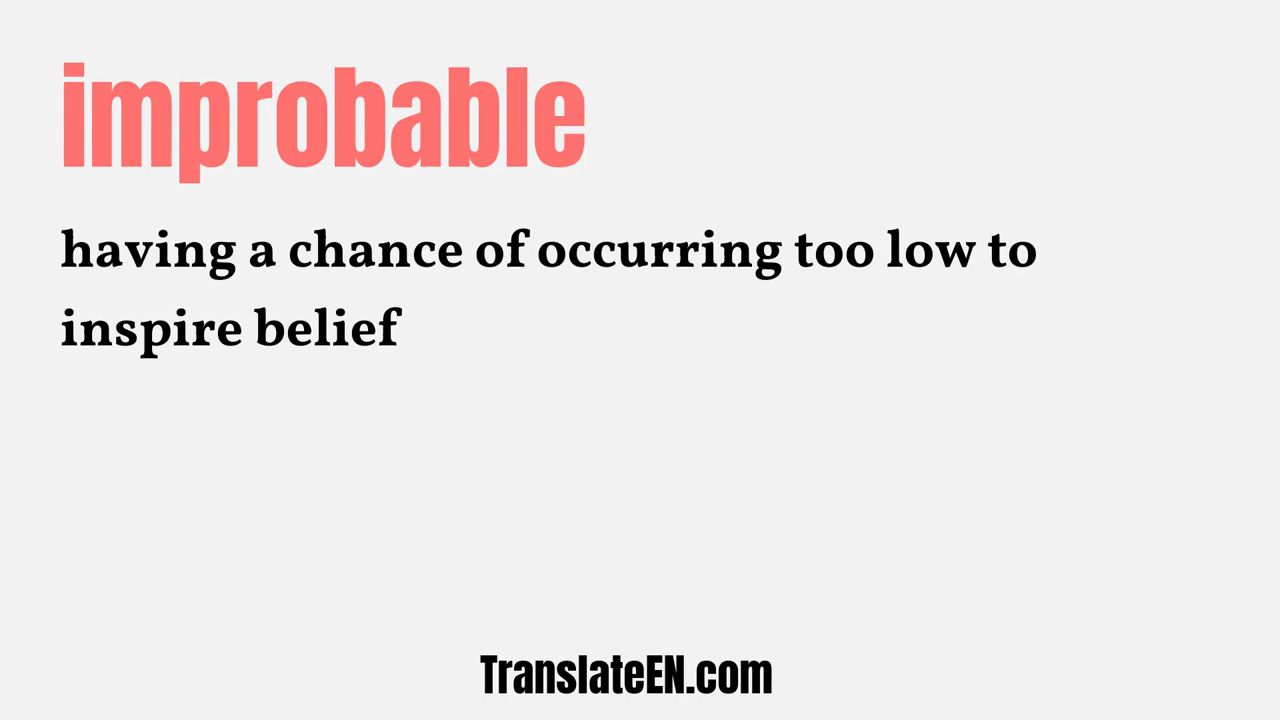 improbable
having a chance of occurring too low to
inspire belief
TranslateEN.com